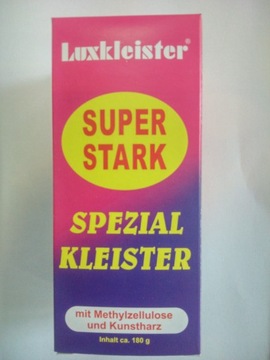 Luxkleister®
SUPER
STARK
SPEZIAL
KLEISTER
mit Methylzellulose
und Kunstharz
Inhalt ca. 180 g